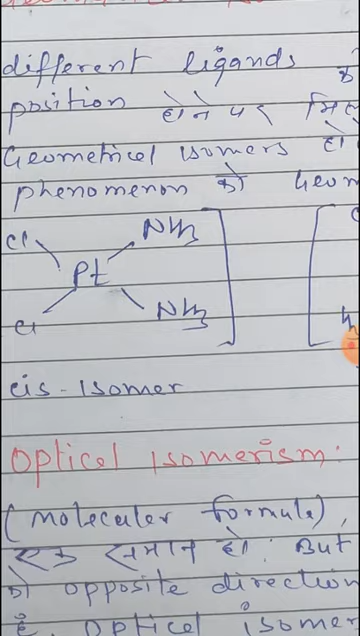 different ligands
position होने पर
Geometrical isomers
phenomenon को Geom
Cl NH3
Pt
Cl NH3
cis-Isomer
Optical Isomerism:
(molecular formula),
एक समान हो. But
opposite direction
optical isomer